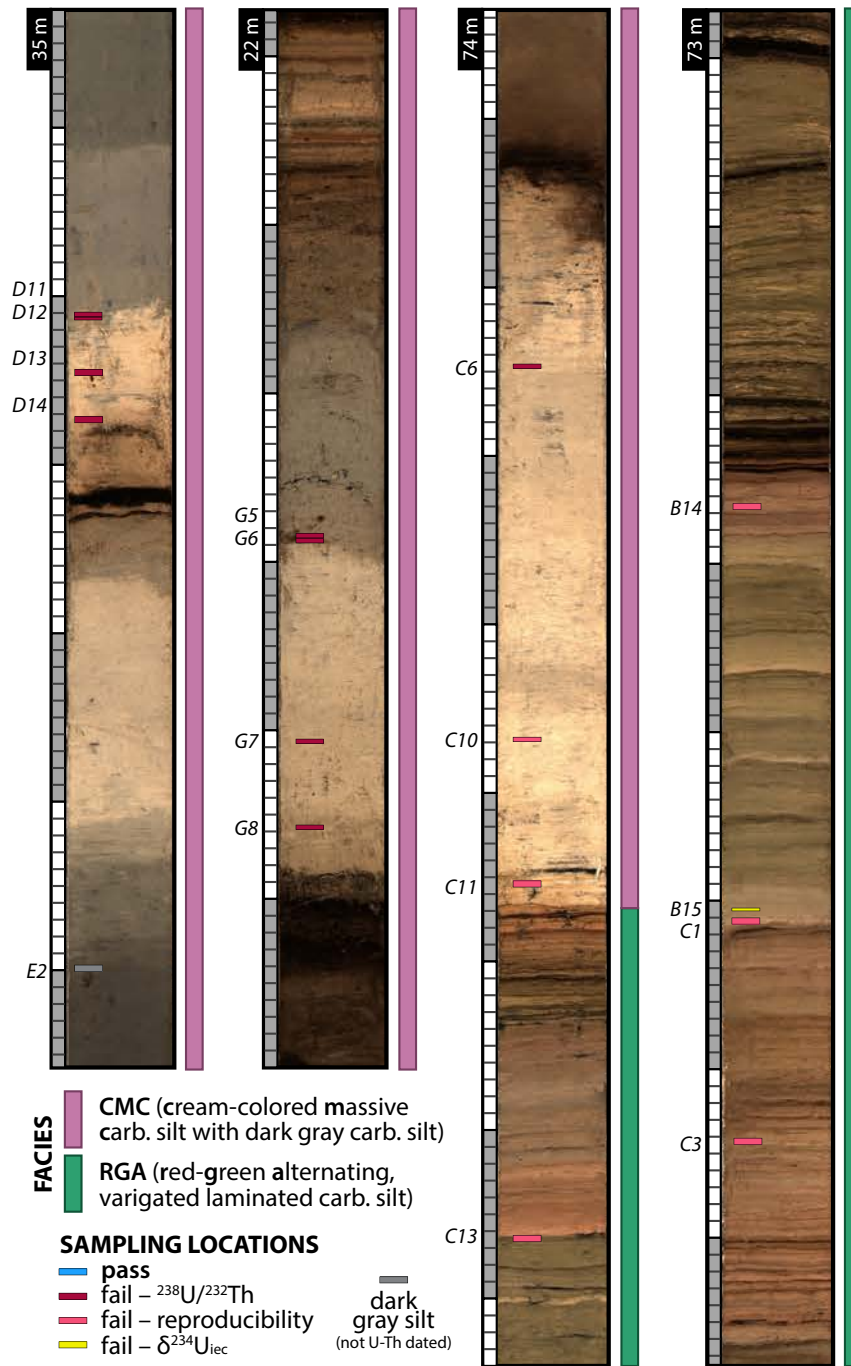 35 m
22 m
74 m
73 m
D11
D12
D13
D14
E2
G5
G6
G7
G8
C6
C10
C11
C13
B14
B15
C1
C3
FACIES
CMC (cream-colored massive
carb. silt with dark gray carb. silt)
RGA (red-green alternating,
varigated laminated carb. silt)
SAMPLING LOCATIONS
pass
fail – ²³⁸U/²³²Th
fail – reproducibility
fail – δ²³⁴Uiec
dark
gray silt
(not U-Th dated)